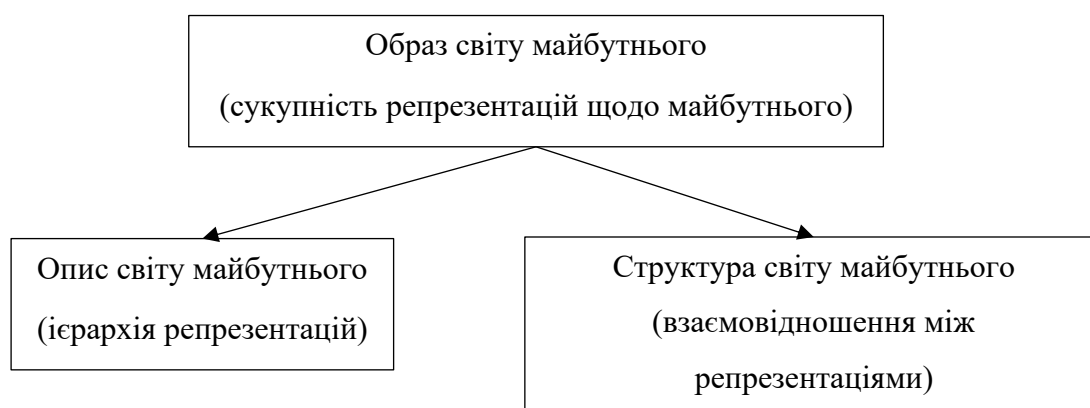 Образ світу майбутнього
(сукупність репрезентацій щодо майбутнього)
Опис світу майбутнього
(ієрархія репрезентацій)
Структура світу майбутнього
(взаємовідношення між
репрезентаціями)